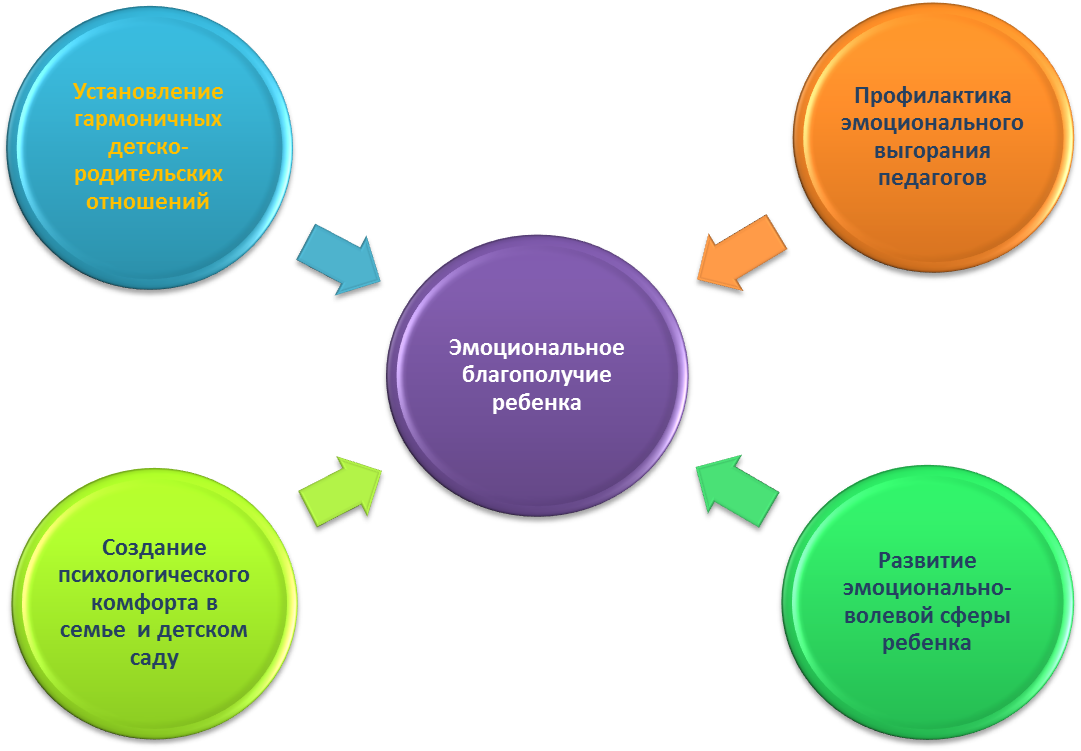 Установление
гармоничных
детско-
родительских
отношений
Профилактика
эмоционального
выгорания
педагогов
Эмоциональное
благополучие
ребенка
Создание
психологического
комфорта в
семье и детском
саду
Развитие
эмоционально-
волевой сферы
ребенка